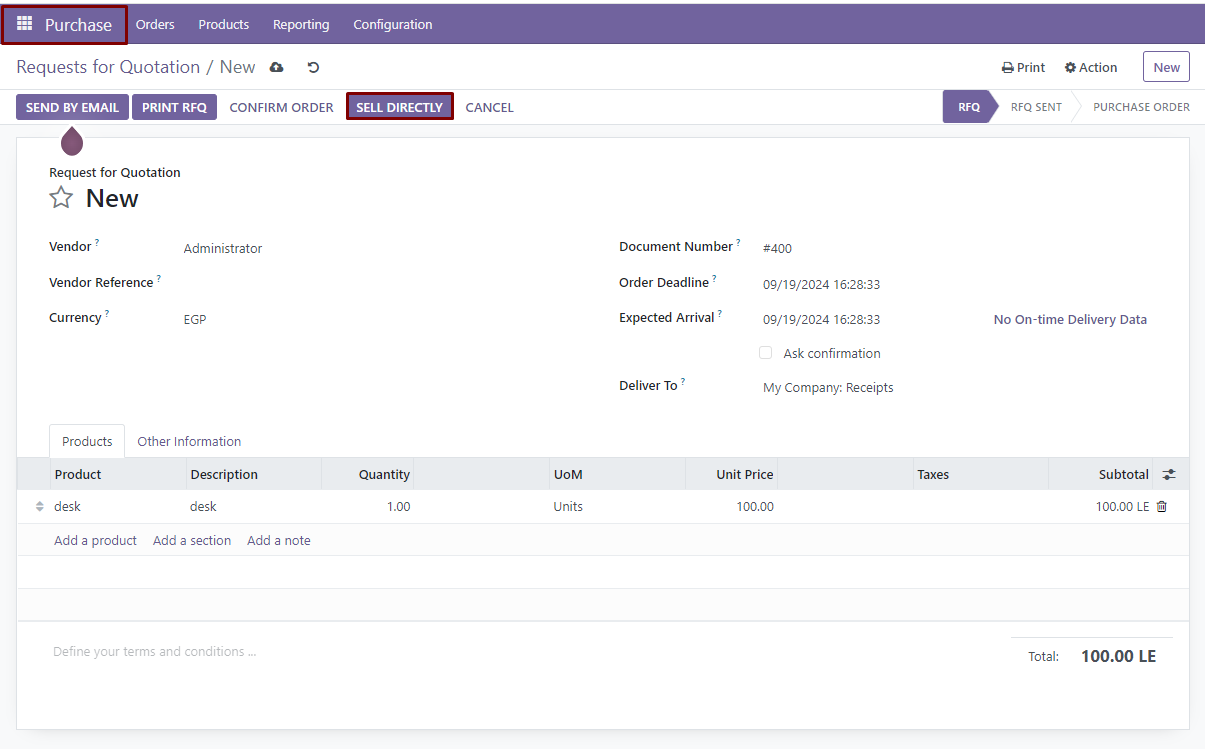 Purchase Orders Products Reporting Configuration
Requests for Quotation / New Print Action New
SEND BY EMAIL PRINT RFQ CONFIRM ORDER SELL DIRECTLY CANCEL RFQ RFQ SENT PURCHASE ORDER
Request for Quotation
New
Vendor ? Administrator Document Number ? #400
Vendor Reference ? Order Deadline ? 09/19/2024 16:28:33
Currency ? EGP Expected Arrival ? 09/19/2024 16:28:33 No On-time Delivery Data
Ask confirmation
Deliver To ? My Company: Receipts
Products Other Information
Product Description Quantity UoM Unit Price Taxes Subtotal
desk desk 1.00 Units 100.00 100.00 LE
Add a product Add a section Add a note
Define your terms and conditions ... Total: 100.00 LE